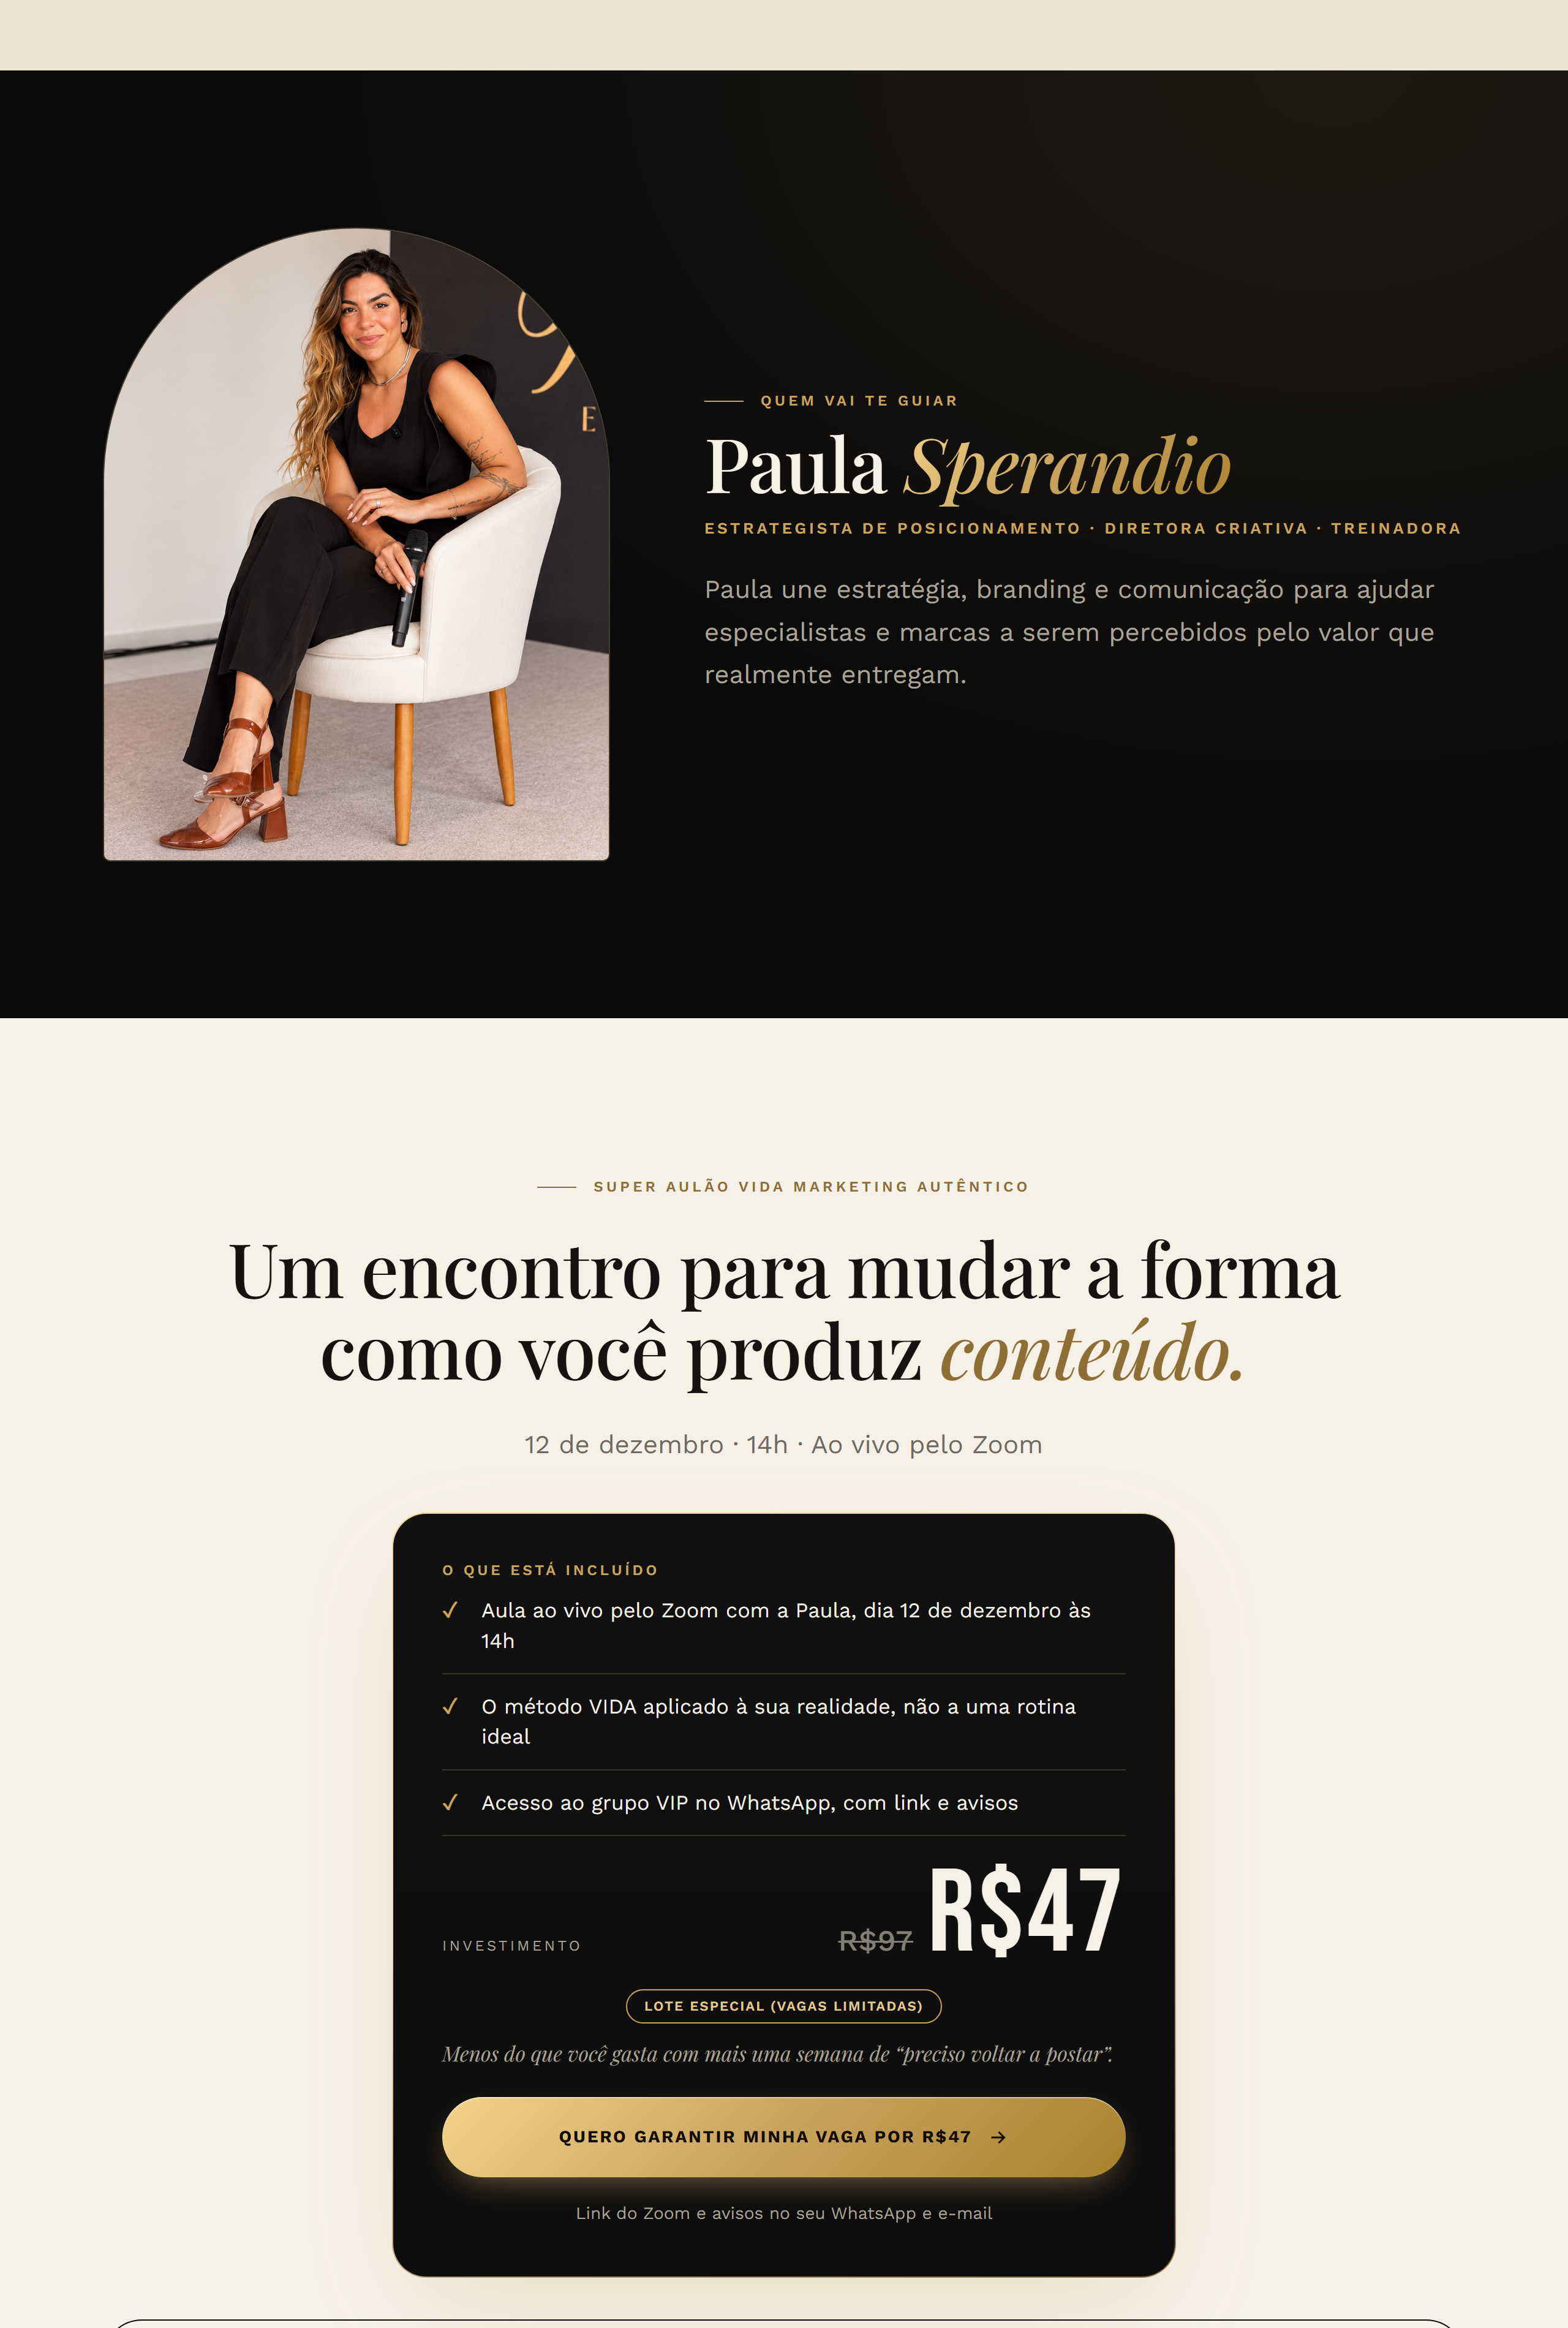 E
QUEM VAI TE GUIAR
Paula Sperandio
ESTRATEGISTA DE POSICIONAMENTO · DIRETORA CRIATIVA · TREINADORA
Paula une estratégia, branding e comunicação para ajudar
especialistas e marcas a serem percebidos pelo valor que
realmente entregam.
SUPER AULÃO VIDA MARKETING AUTÊNTICO
Um encontro para mudar a forma
como você produz conteúdo.
12 de dezembro · 14h · Ao vivo pelo Zoom
O QUE ESTÁ INCLUÍDO
✓ Aula ao vivo pelo Zoom com a Paula, dia 12 de dezembro às
14h
✓ O método VIDA aplicado à sua realidade, não a uma rotina
ideal
✓ Acesso ao grupo VIP no WhatsApp, com link e avisos
INVESTIMENTO R$97 R$47
LOTE ESPECIAL (VAGAS LIMITADAS)
Menos do que você gasta com mais uma semana de “preciso voltar a postar”.
QUERO GARANTIR MINHA VAGA POR R$47 →
Link do Zoom e avisos no seu WhatsApp e e-mail